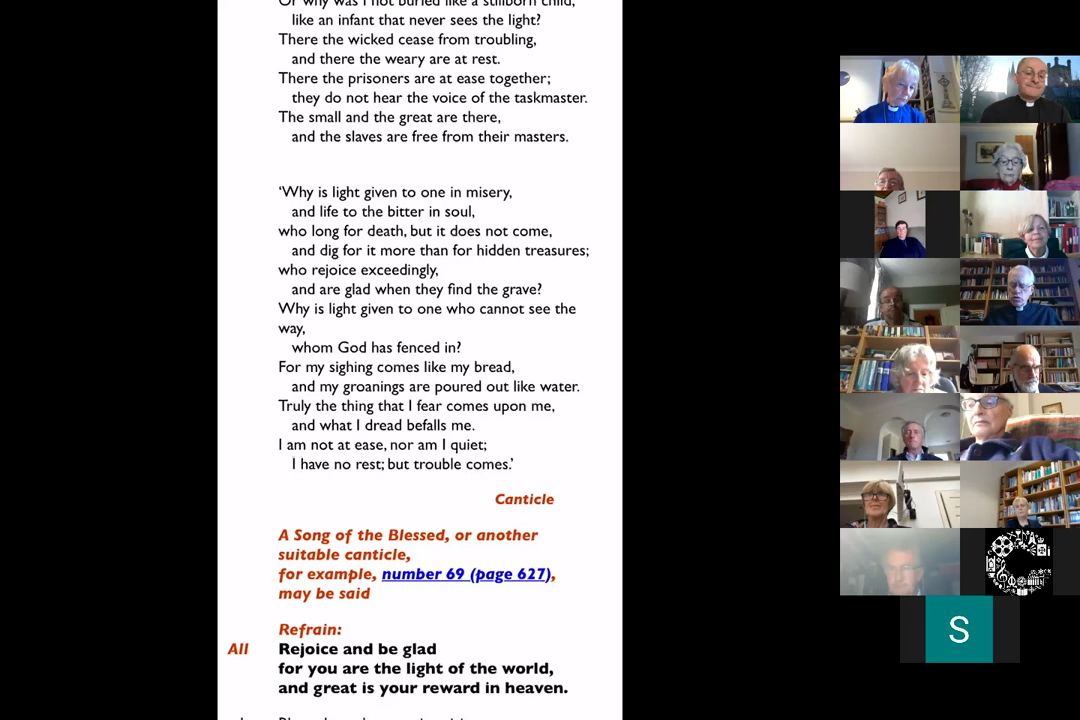 Or why was I not buried like a stillborn child,
like an infant that never sees the light?
There the wicked cease from troubling,
and there the weary are at rest.
There the prisoners are at ease together;
they do not hear the voice of the taskmaster.
The small and the great are there,
and the slaves are free from their masters.
‘Why is light given to one in misery,
and life to the bitter in soul,
who long for death, but it does not come,
and dig for it more than for hidden treasures;
who rejoice exceedingly,
and are glad when they find the grave?
Why is light given to one who cannot see the
way,
whom God has fenced in?
For my sighing comes like my bread,
and my groanings are poured out like water.
Truly the thing that I fear comes upon me,
and what I dread befalls me.
I am not at ease, nor am I quiet;
I have no rest; but trouble comes.’
Canticle
A Song of the Blessed, or another
suitable canticle,
for example, number 69 (page 627),
may be said
Refrain:
All Rejoice and be glad
for you are the light of the world,
and great is your reward in heaven.
S